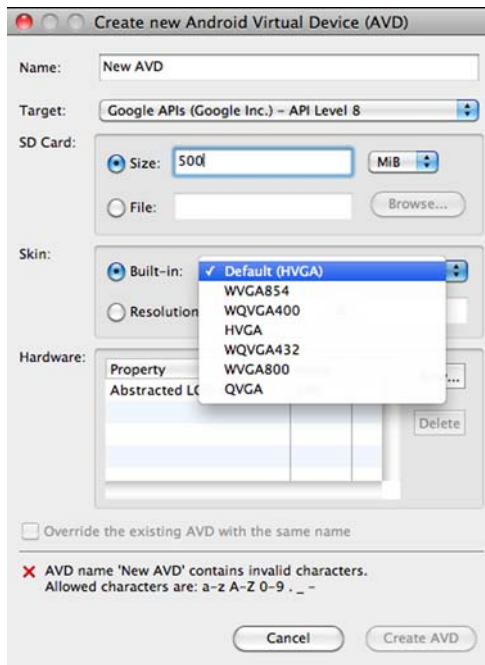 Create new Android Virtual Device (AVD)
Name: New AVD
Target: Google APIs (Google Inc.) – API Level 8
SD Card:
Size: 500 MiB
File: Browse...
Skin:
Built-in: ✓ Default (HVGA)
WVGA854
WQVGA400
Resolution
HVGA
WQVGA432
WVGA800
QVGA
Hardware:
Property
Abstracted LC
Delete
Override the existing AVD with the same name
AVD name 'New AVD' contains invalid characters.
Allowed characters are: a-z A-Z 0-9 . _ -
Cancel Create AVD